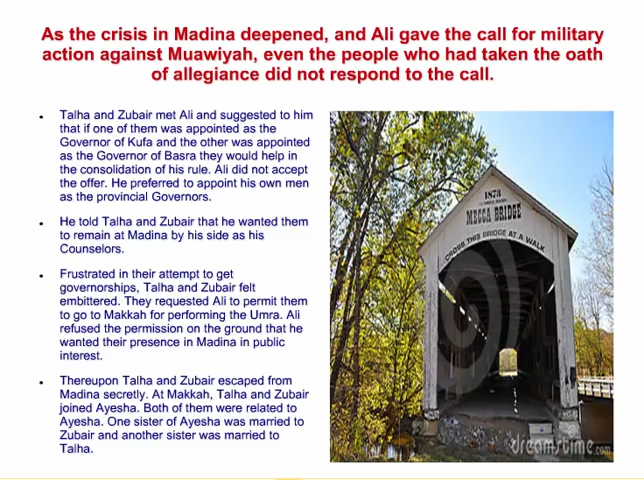 As the crisis in Madina deepened, and Ali gave the call for military
action against Muawiyah, even the people who had taken the oath
of allegiance did not respond to the call.
• Talha and Zubair met Ali and suggested to him
that if one of them was appointed as the
Governor of Kufa and the other was appointed
as the Governor of Basra they would help in
the consolidation of his rule. Ali did not accept
the offer. He preferred to appoint his own men
as the provincial Governors.
• He told Talha and Zubair that he wanted them
to remain at Madina by his side as his
Counselors.
• Frustrated in their attempt to get
governorships, Talha and Zubair felt
embittered. They requested Ali to permit them
to go to Makkah for performing the Umra. Ali
refused the permission on the ground that he
wanted their presence in Madina in public
interest.
• Thereupon Talha and Zubair escaped from
Madina secretly. At Makkah, Talha and Zubair
joined Ayesha. Both of them were related to
Ayesha. One sister of Ayesha was married to
Zubair and another sister was married to
Talha.
1873
MECCA BRIDGE
CROSS THIS BRIDGE AT A WALK
dreamstime.com